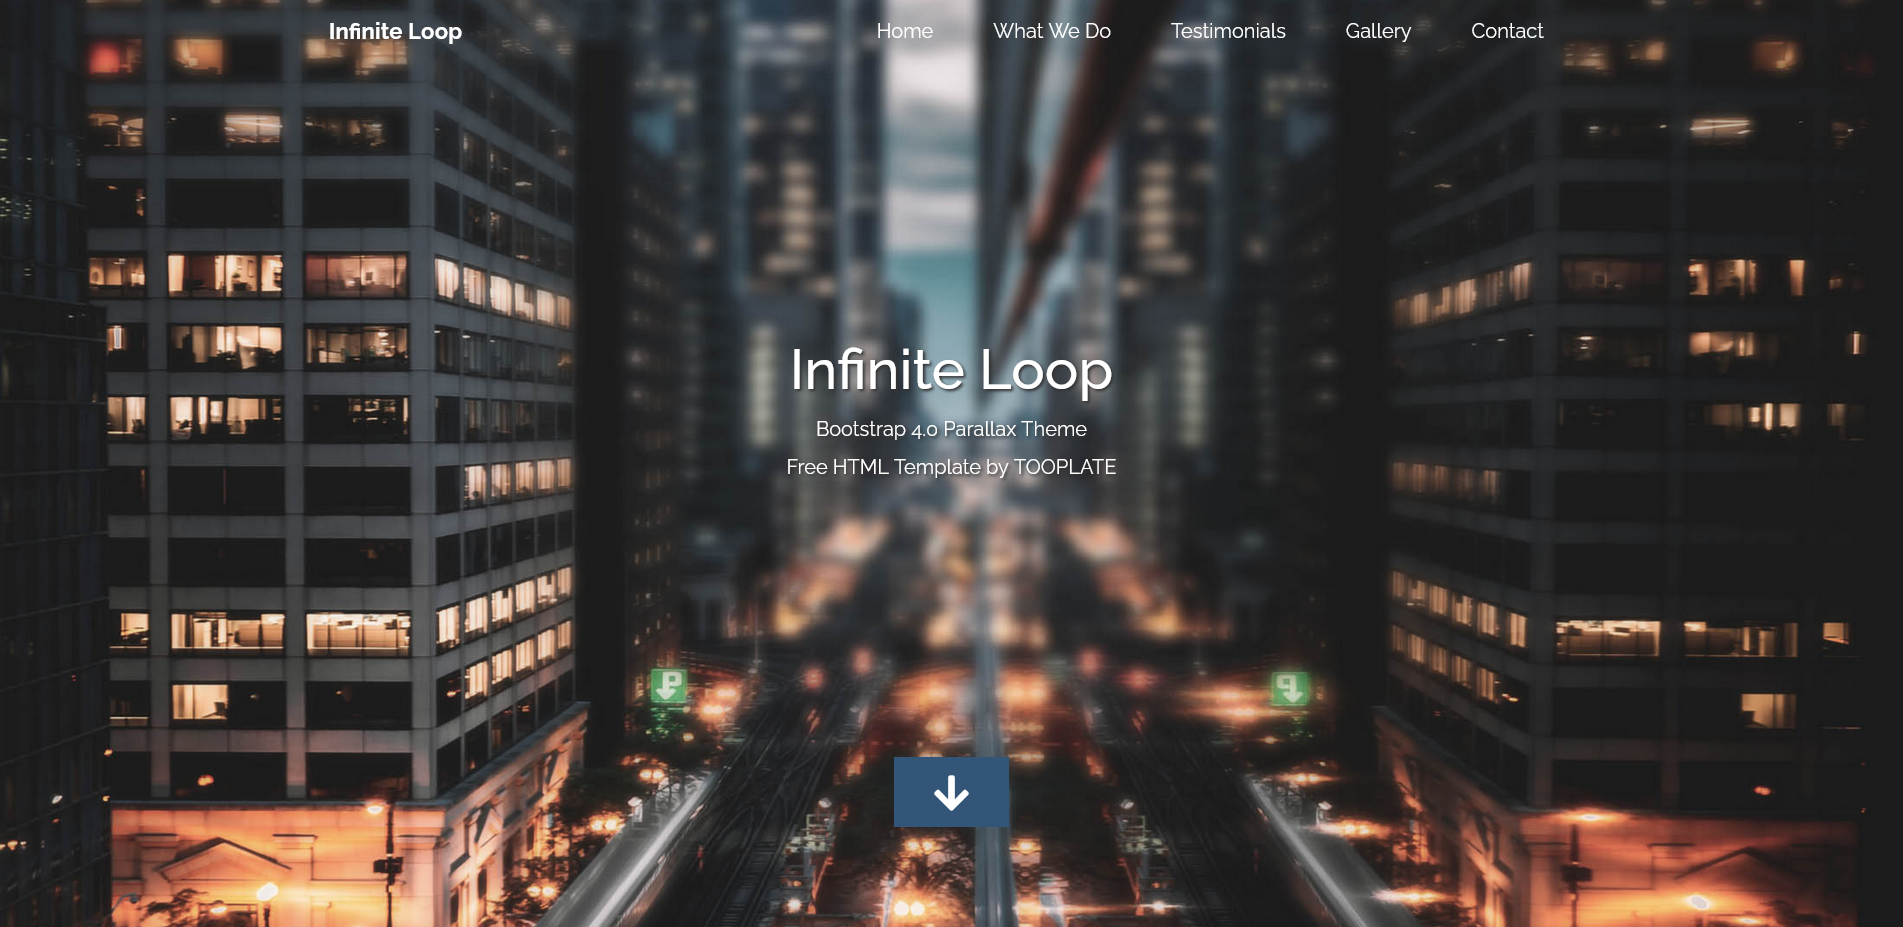 Infinite Loop
Home What We Do Testimonials Gallery Contact
Infinite Loop
Bootstrap 4.0 Parallax Theme
Free HTML Template by TOOPLATE
P